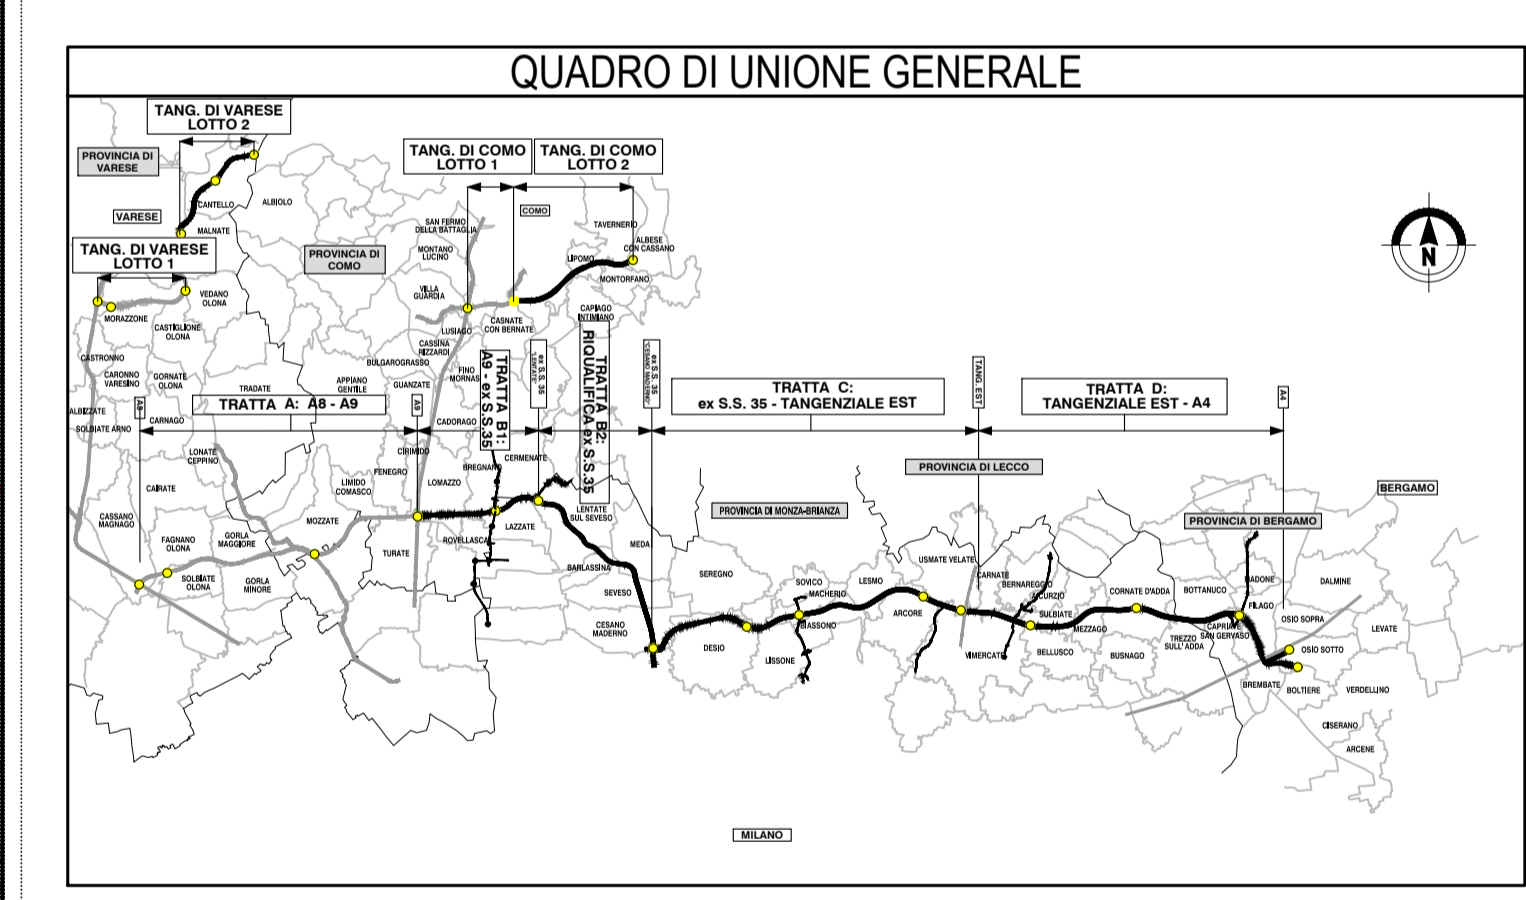 QUADRO DI UNIONE GENERALE
TANG. DI VARESE
LOTTO 2
PROVINCIA DI
VARESE
VARESE
CANTELLO
ALBIOLO
MALNATE
TANG. DI VARESE
LOTTO 1
PROVINCIA DI
COMO
TANG. DI COMO
LOTTO 1
TANG. DI COMO
LOTTO 2
COMO
SAN FERMO
DELLA BATTAGLIA
MONTANO
LUCINO
VILLA
GUARDIA
TAVERNERIO
ALBESE
CON CASSANO
LIPOMO
MONTORFANO
CAPIAGO
INTIMIANO
LUSIAGO
CASNATE
CON BERNATE
VEDANO
OLONA
MORAZZONE
CASTIGLIONE
OLONA
CASTRONNO
CARONNO
VARESINO
GORNATE
OLONA
ALBIZZATE
SOLBIATE ARNO
CARNAGO
TRADATE
APPIANO
GENTILE
BULGAROGRASSO
CASSINA
RIZZARDI
GUANZATE
FINO
MORNAS
CADORAGO
A8
TRATTA A: A8 - A9
A9
TRATTA B1:
A9 - ex S.S.35
ex S.S. 35
"LENTATE"
TRATTA B2:
RIQUALIFICA ex S.S.35
ex S.S. 35
"CESANO MADERNO"
TRATTA C:
ex S.S. 35 - TANGENZIALE EST
TANG. EST
TRATTA D:
TANGENZIALE EST - A4
A4
N
LONATE
CEPPINO
CAIRATE
CASSANO
MAGNAGO
FAGNANO
OLONA
GORLA
MAGGIORE
SOLBIATE
OLONA
GORLA
MINORE
MOZZATE
LIMIDO
COMASCO
FENEGRO
CIRIMIDO
LOMAZZO
BREGNANO
CERMENATE
TURATE
ROVELLASCA
LAZZATE
LENTATE
SUL SEVESO
MEDA
BARLASSINA
SEVESO
CESANO
MADERNO
PROVINCIA DI MONZA-BRIANZA
PROVINCIA DI LECCO
PROVINCIA DI BERGAMO
BERGAMO
SEREGNO
DESIO
LISSONE
SOVICO
MACHERIO
BIASSONO
LESMO
ARCORE
USMATE VELATE
CARNATE
BERNAREGGIO
AICURZIO
SULBIATE
VIMERCATE
MEZZAGO
BELLUSCO
CORNATE D'ADDA
BUSNAGO
BOTTANUCO
TREZZO
SULL' ADDA
MADONE
FILAGO
CAPRIATE
SAN GERVASO
DALMINE
OSIO SOPRA
LEVATE
OSIO SOTTO
BREMBATE
BOLTIERE
VERDELLINO
CISERANO
ARCENE
MILANO